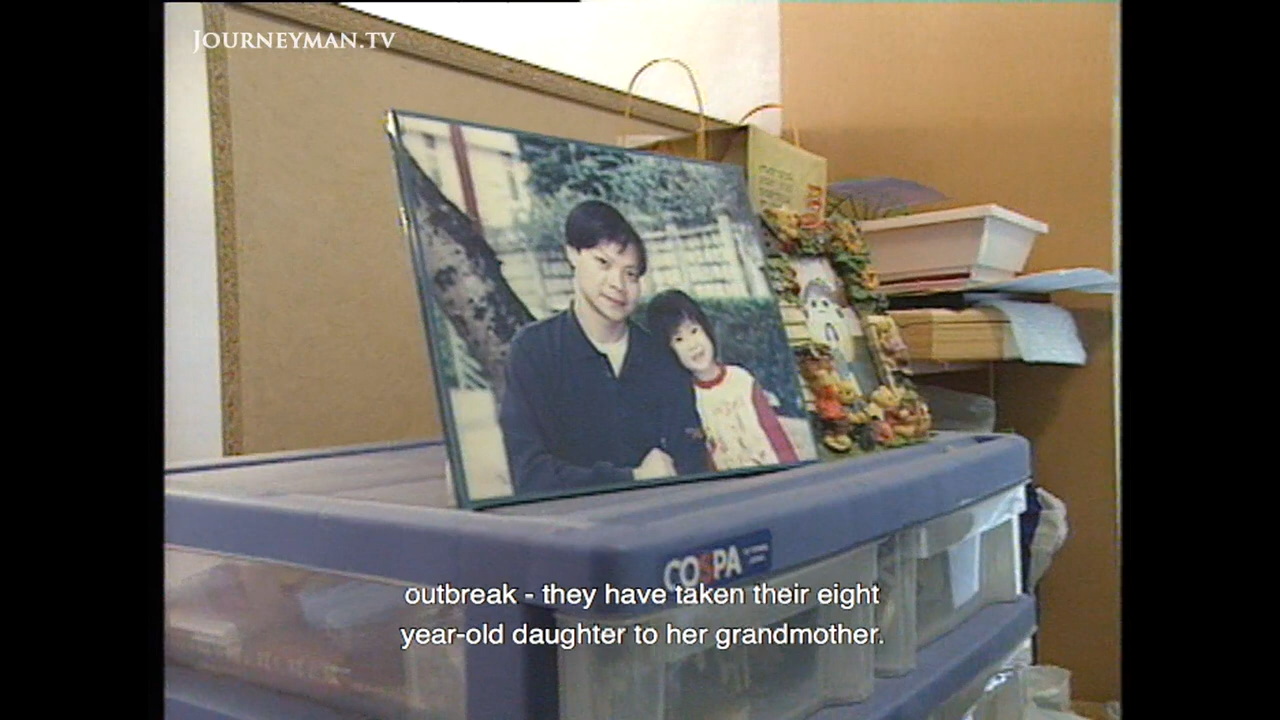 JOURNEYMAN.TV
COSPA
outbreak - they have taken their eight
year-old daughter to her grandmother.